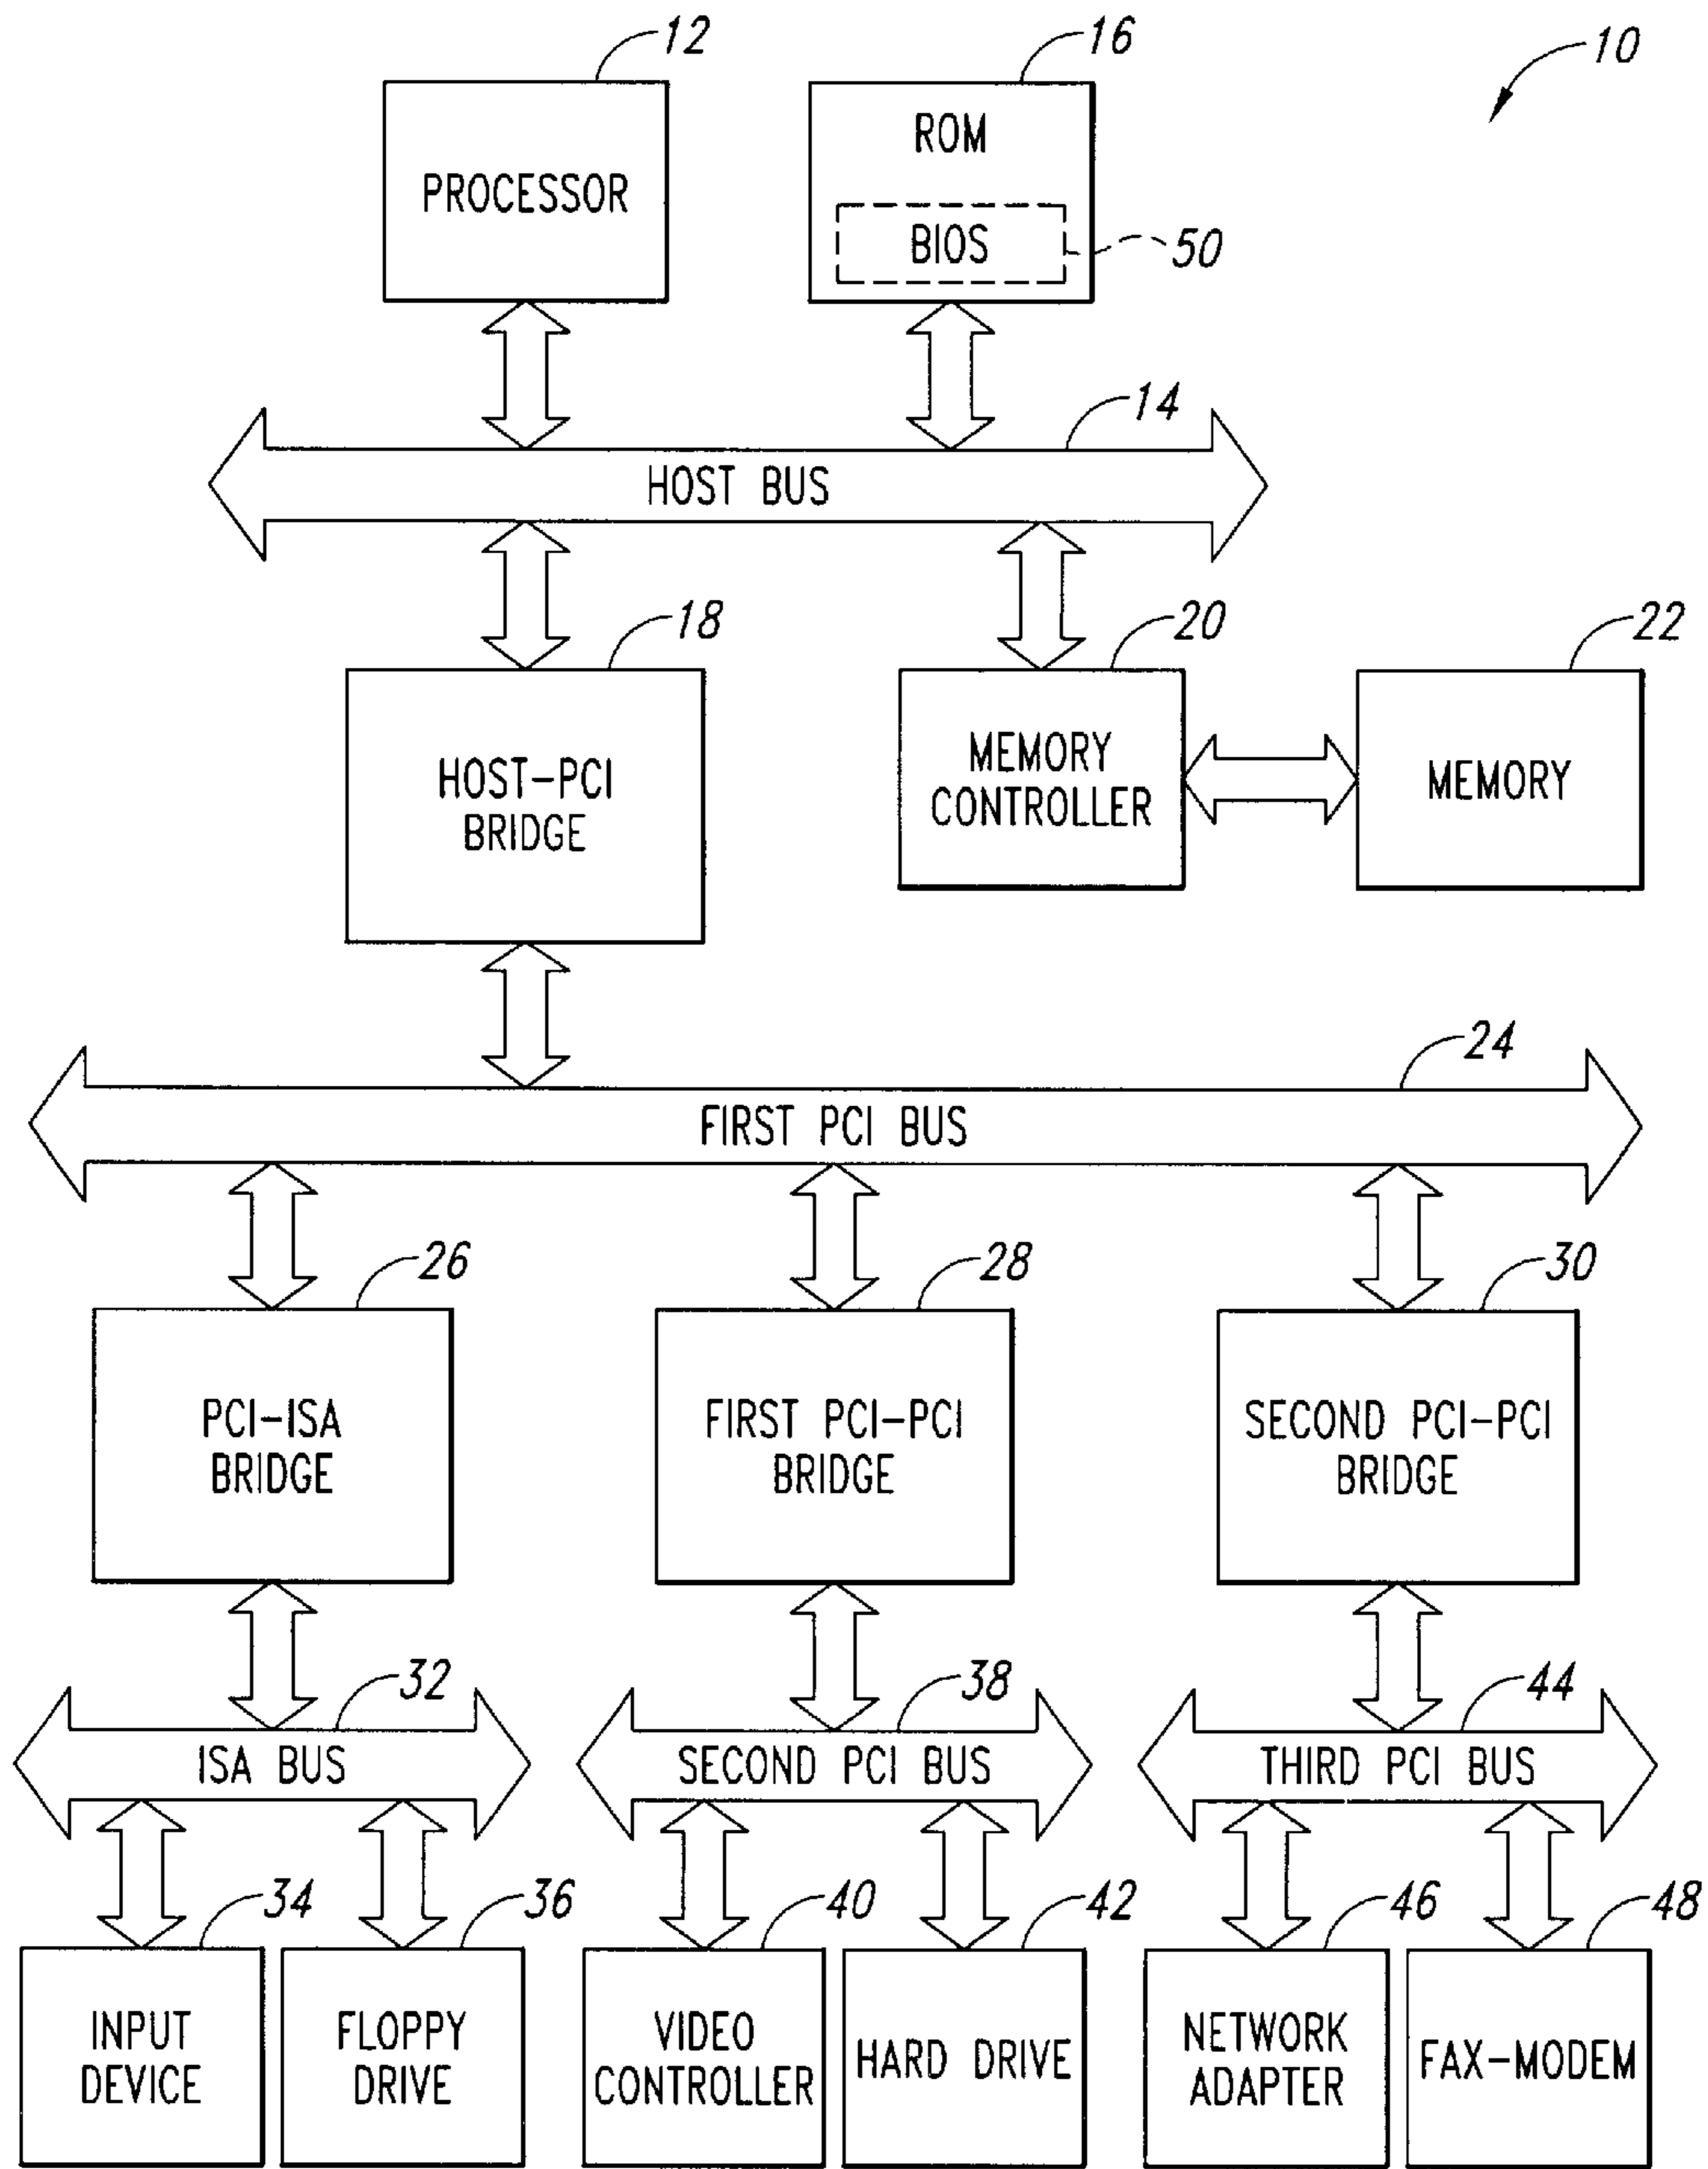 12
16
10
PROCESSOR
ROM
BIOS
50
14
HOST BUS
18
20
22
HOST-PCI
BRIDGE
MEMORY
CONTROLLER
MEMORY
24
FIRST PCI BUS
26
28
30
PCI-ISA
BRIDGE
FIRST PCI-PCI
BRIDGE
SECOND PCI-PCI
BRIDGE
32
38
44
ISA BUS
SECOND PCI BUS
THIRD PCI BUS
34
36
40
42
46
48
INPUT
DEVICE
FLOPPY
DRIVE
VIDEO
CONTROLLER
HARD DRIVE
NETWORK
ADAPTER
FAX-MODEM